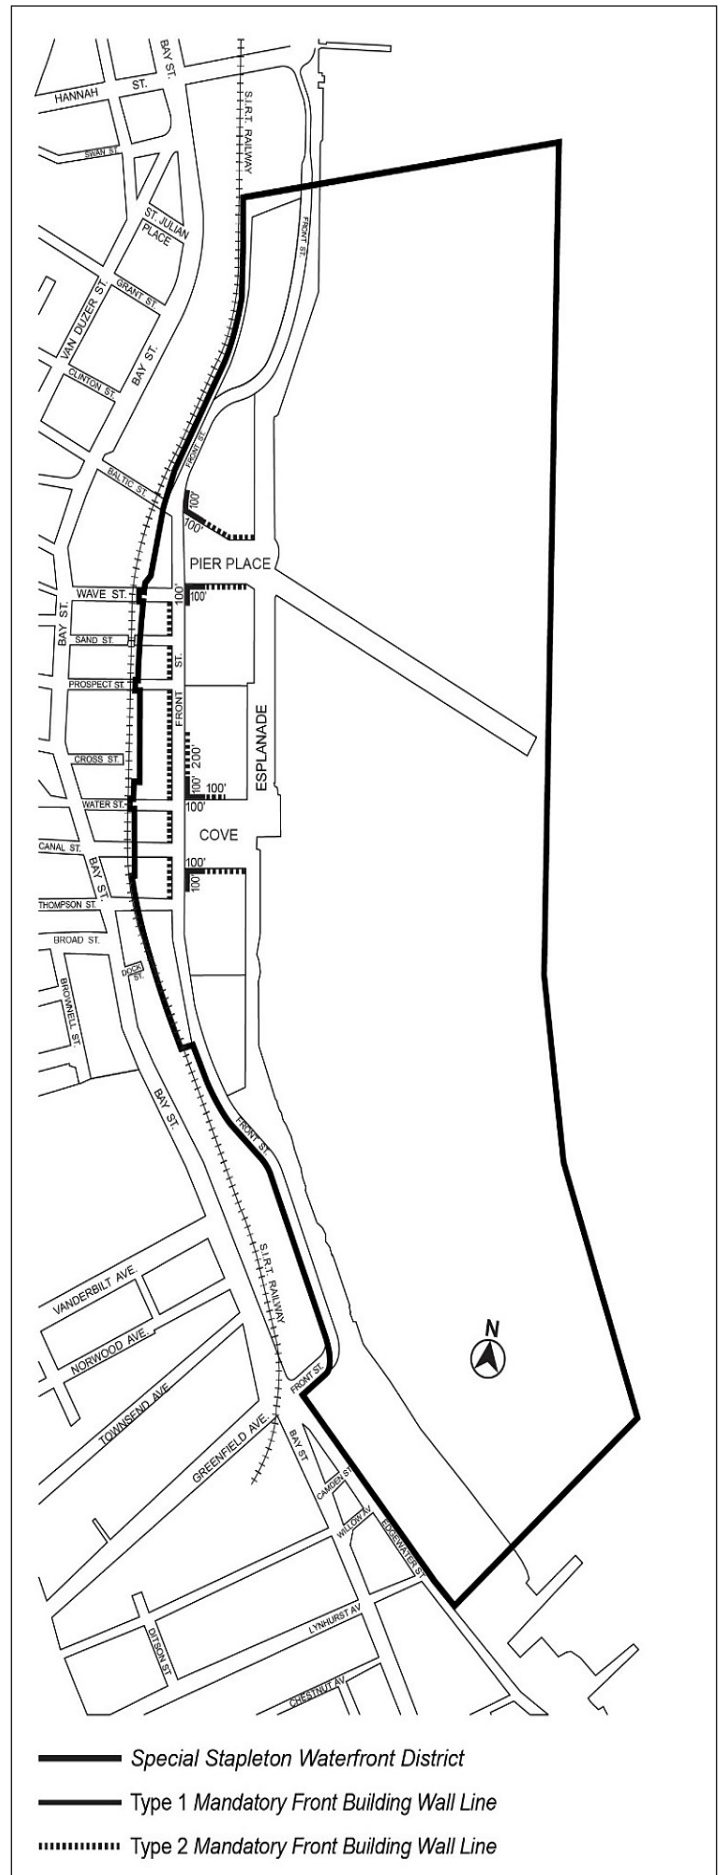 BAY ST.
HANNAH ST.
S.I.R.T. RAILWAY
SWAN ST.
ST. JULIAN
PLACE
FRONT ST.
GRANT ST.
VAN DUZER ST.
BAY ST.
CLINTON ST.
FRONT ST.
BALTIC ST.
100'
100'
PIER PLACE
WAVE ST.
100'
100'
BAY ST.
SAND ST.
FRONT ST.
PROSPECT ST.
ESPLANADE
CROSS ST.
200'
100'
100'
WATER ST.
100'
COVE
CANAL ST.
100'
BAY ST.
100'
THOMPSON ST.
BROAD ST.
DOCK
ST.
BROWNELL ST.
BAY ST.
FRONT ST.
S.I.R.T. RAILWAY
VANDERBILT AVE.
N
NORWOOD AVE.
FRONT ST.
TOWNSEND AVE.
GREENFIELD AVE.
BAY ST
CAMDEN ST
WILLOW AV
EDGEWATER ST
LYNHURST AV
DITSON ST
CHESTNUT AV
Special Stapleton Waterfront District
Type 1 Mandatory Front Building Wall Line
Type 2 Mandatory Front Building Wall Line